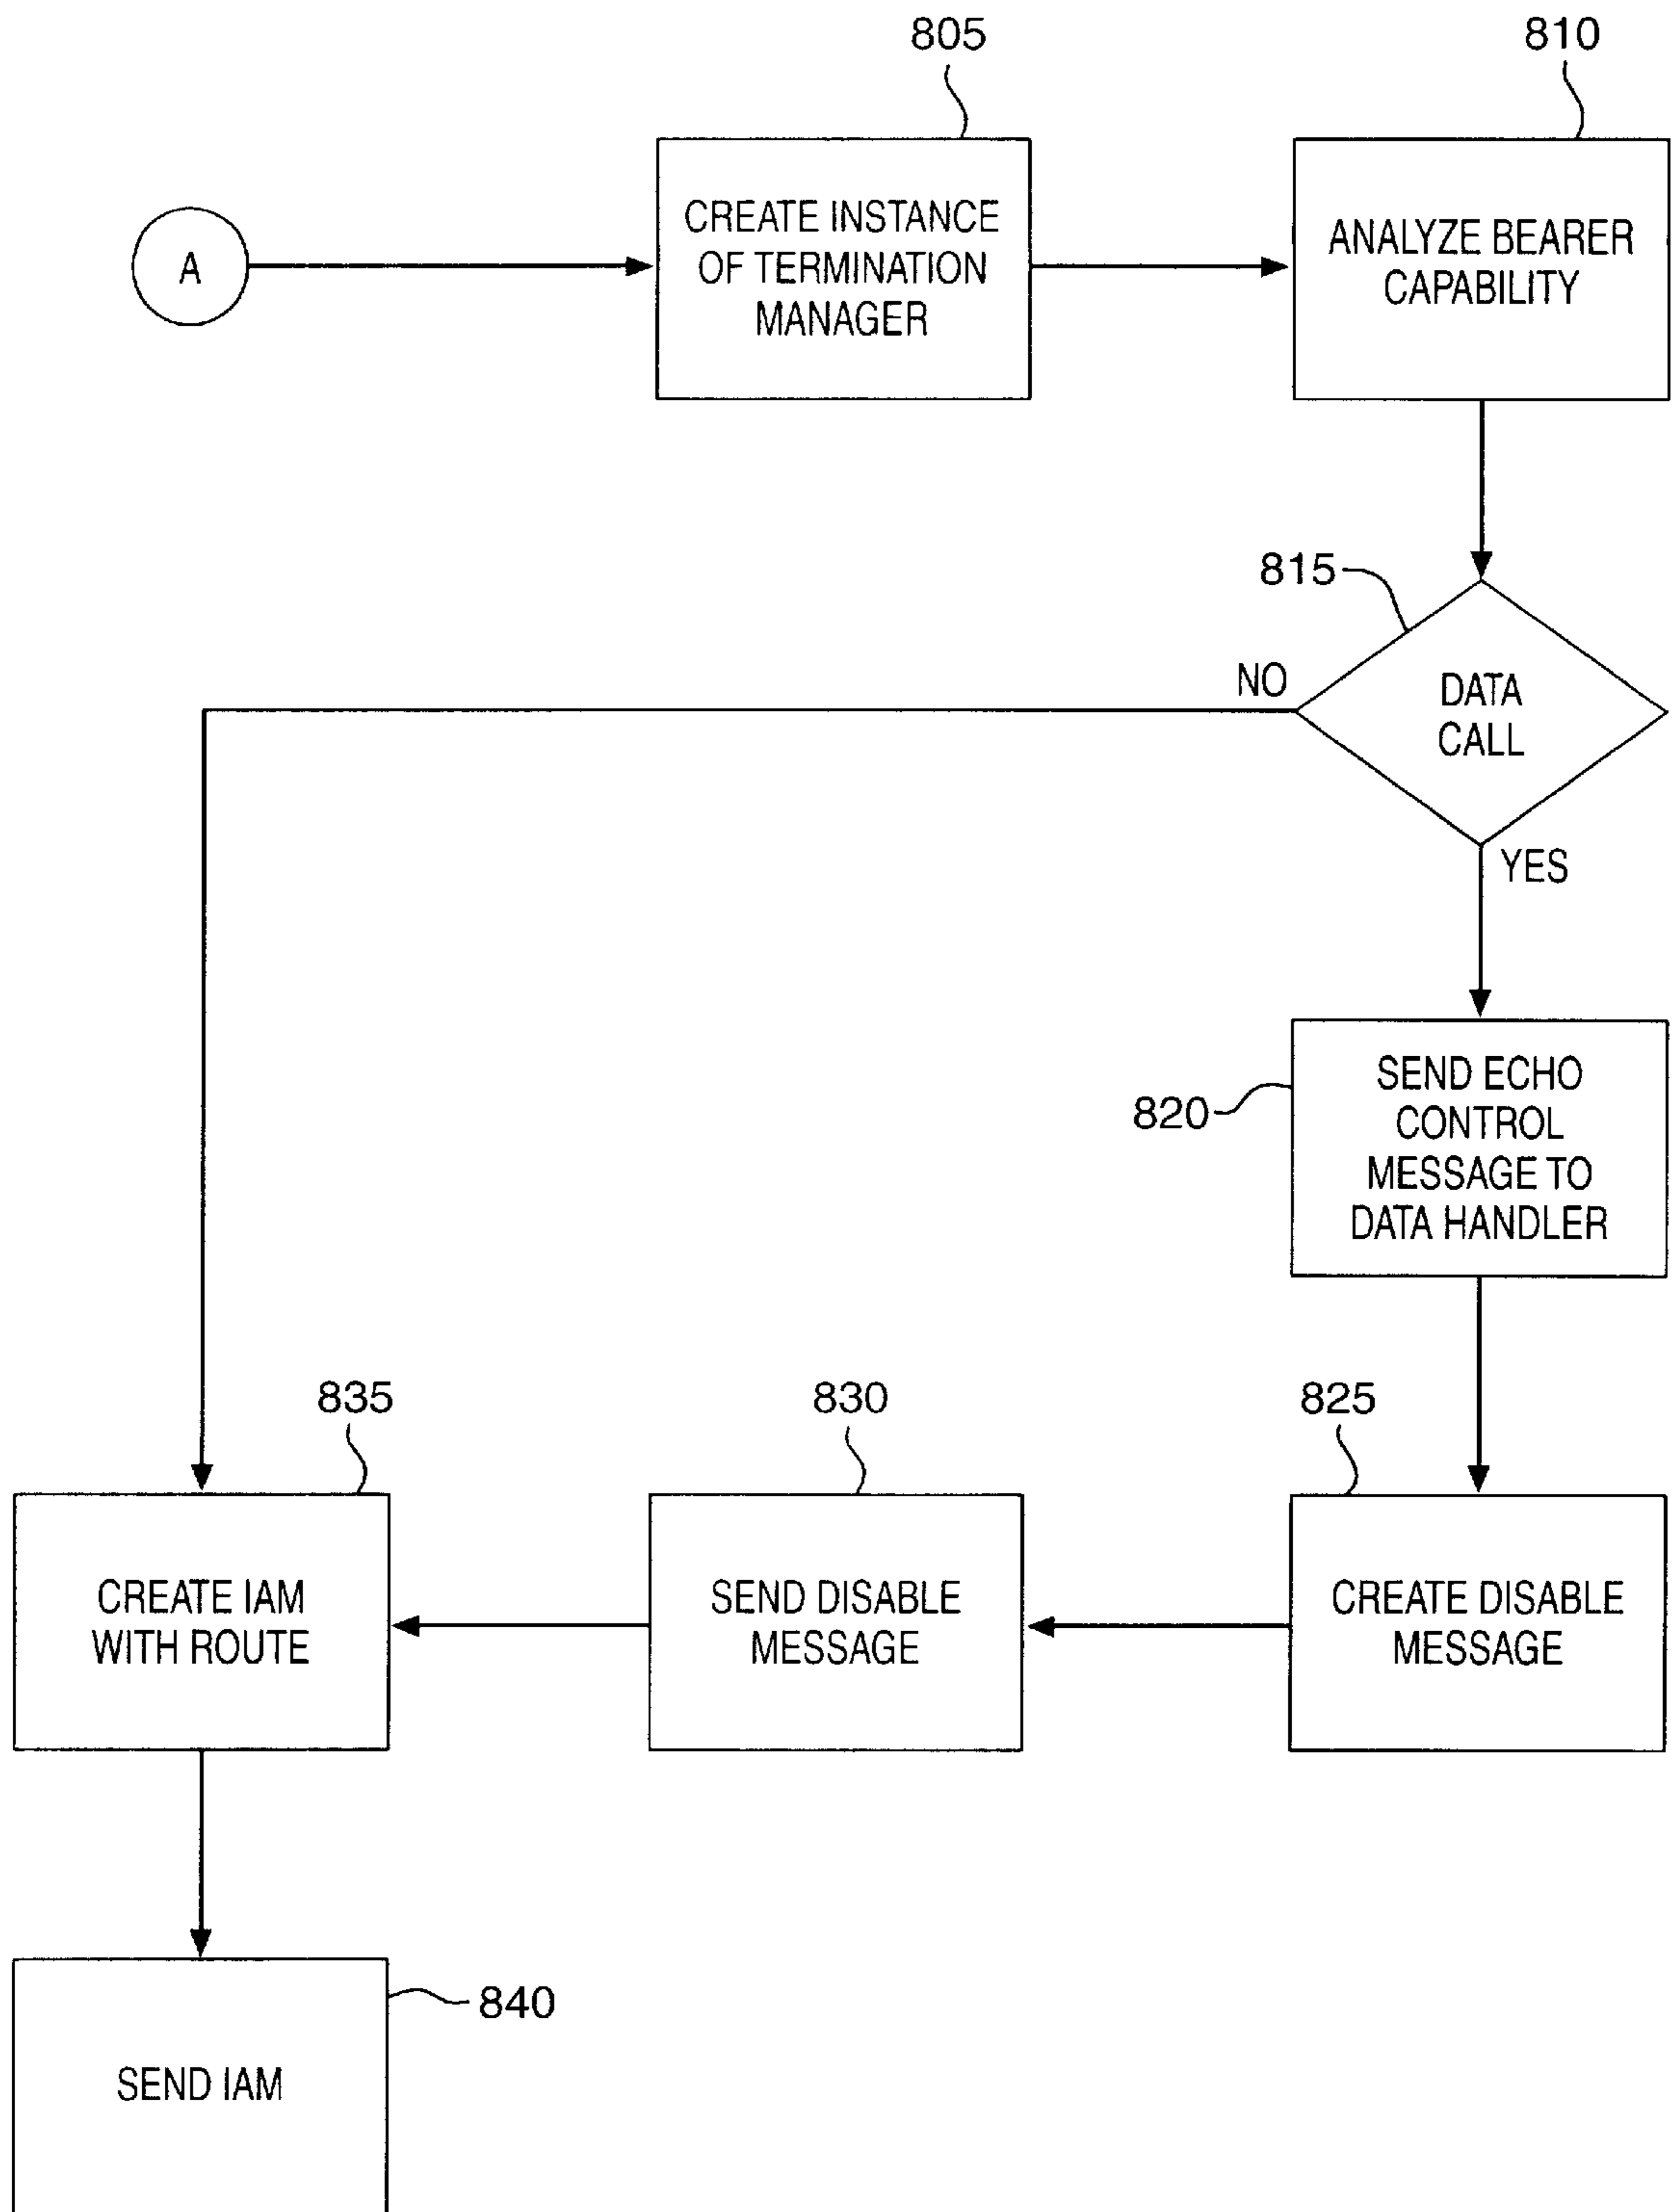 805
810
A
CREATE INSTANCE
OF TERMINATION
MANAGER
ANALYZE BEARER
CAPABILITY
815
NO
DATA
CALL
YES
820
SEND ECHO
CONTROL
MESSAGE TO
DATA HANDLER
835
830
825
CREATE IAM
WITH ROUTE
SEND DISABLE
MESSAGE
CREATE DISABLE
MESSAGE
840
SEND IAM